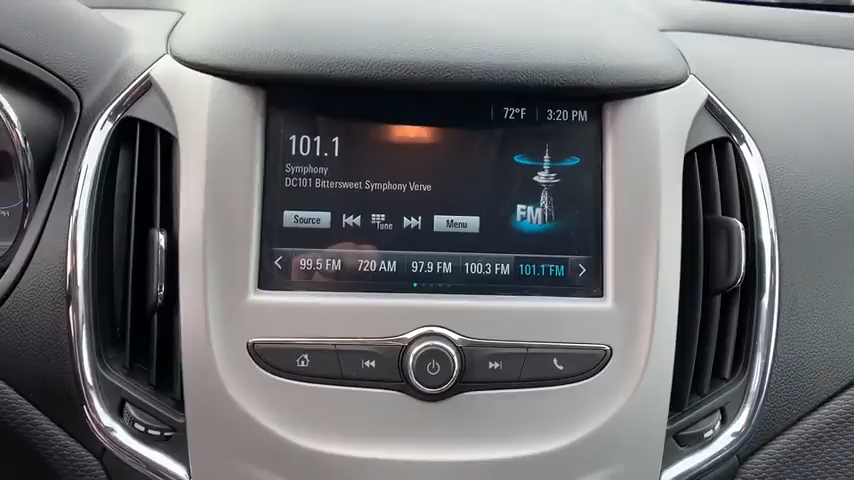 72°F 3:20 PM
101.1
Symphony
DC101 Bittersweet Symphony Verve
FM
Source Tune Menu
99.5 FM 720 AM 97.9 FM 100.3 FM 101.1 FM
PH